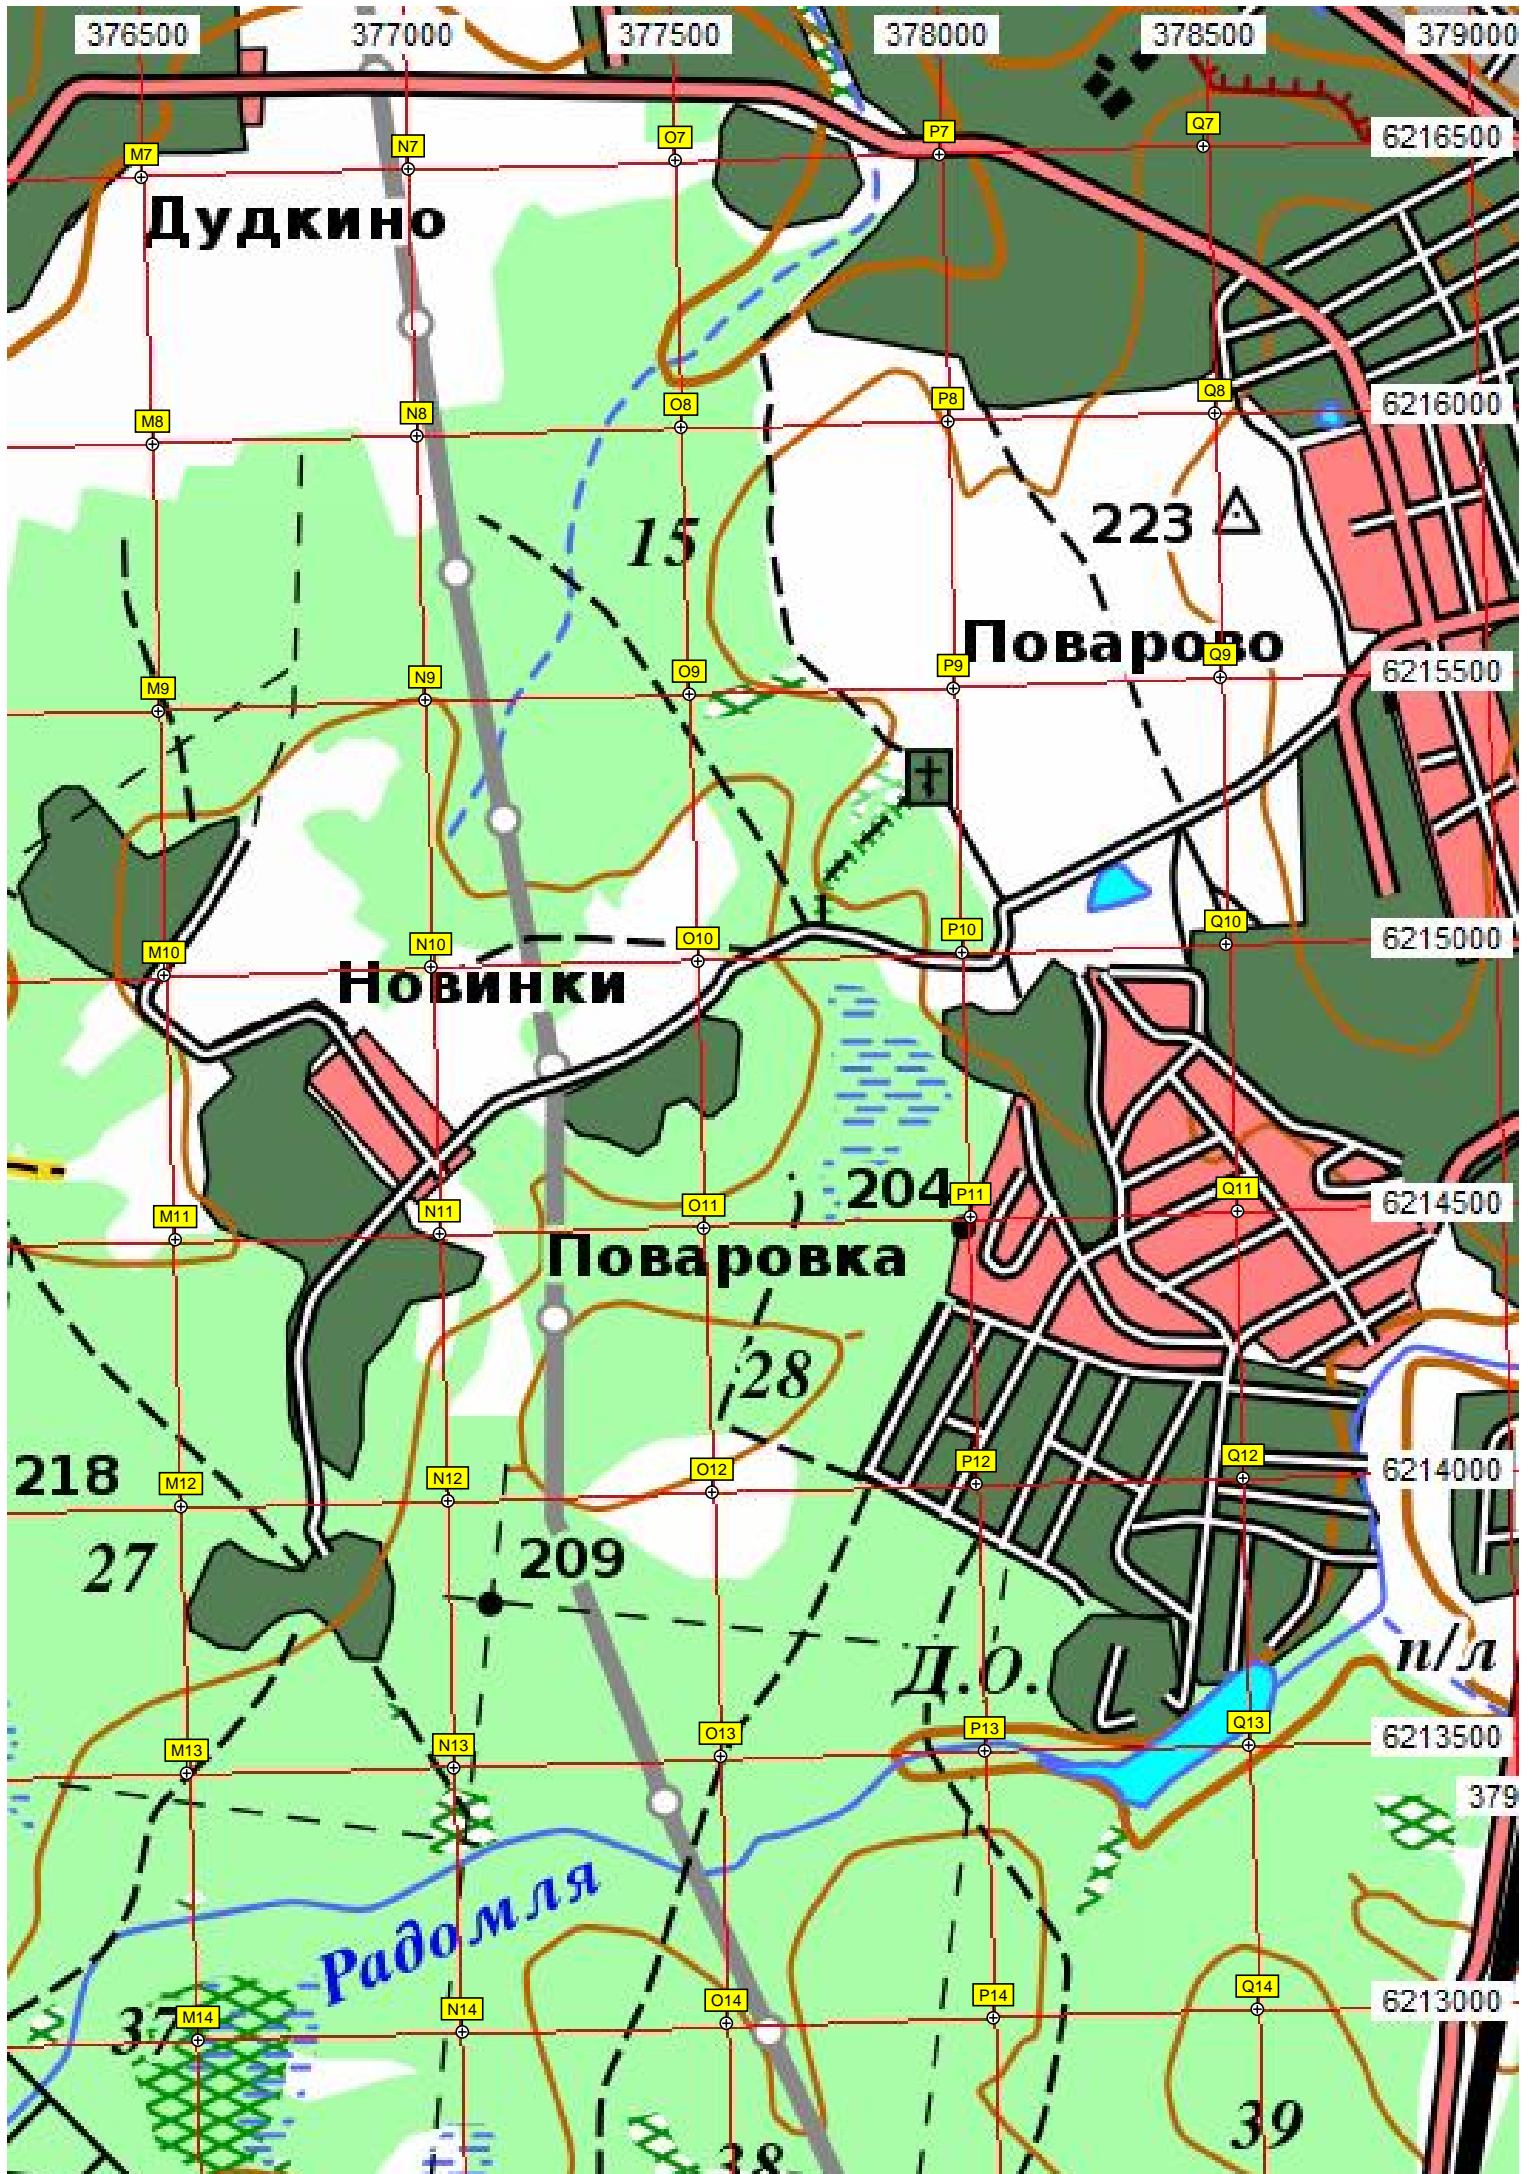 376500 377000 377500 378000 378500 379000
M7 N7 O7 P7 Q7 6216500
Дудкино
M8 N8 O8 P8 Q8 6216000
15 223
Поварово
M9 N9 O9 P9 Q9 6215500
M10 N10 O10 P10 Q10 6215000
Новинки
204
M11 N11 O11 P11 Q11 6214500
Поваровка
28
218
M12 N12 O12 P12 Q12 6214000
27 209
Д.О. п/л
M13 N13 O13 P13 Q13 6213500
379
Радомля
M14 N14 O14 P14 Q14 6213000
37
39
38